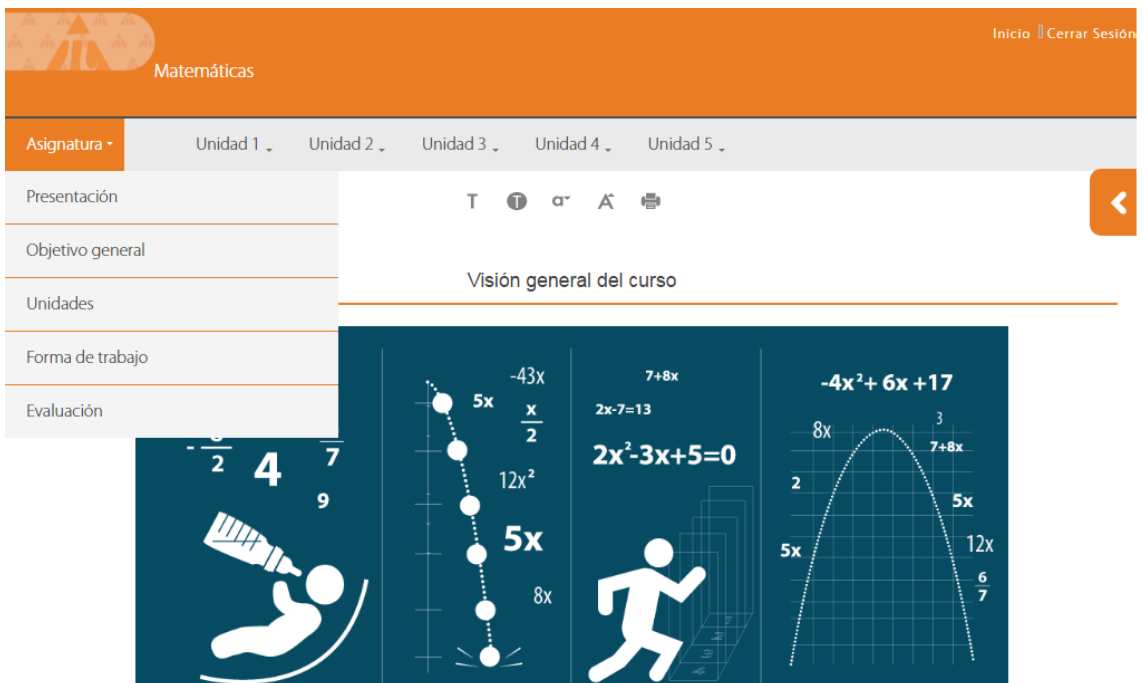 Inicio Cerrar Sesión
Matemáticas
Asignatura
Unidad 1
Unidad 2
Unidad 3
Unidad 4
Unidad 5
Presentación
Objetivo general
Unidades
Forma de trabajo
Evaluación
Visión general del curso
2
4
7
9
-43x
5x
x
2
12x²
5x
8x
7+8x
2x-7=13
2x²-3x+5=0
-4x²+ 6x +17
3
8x
7+8x
2
5x
12x
5x
6
7